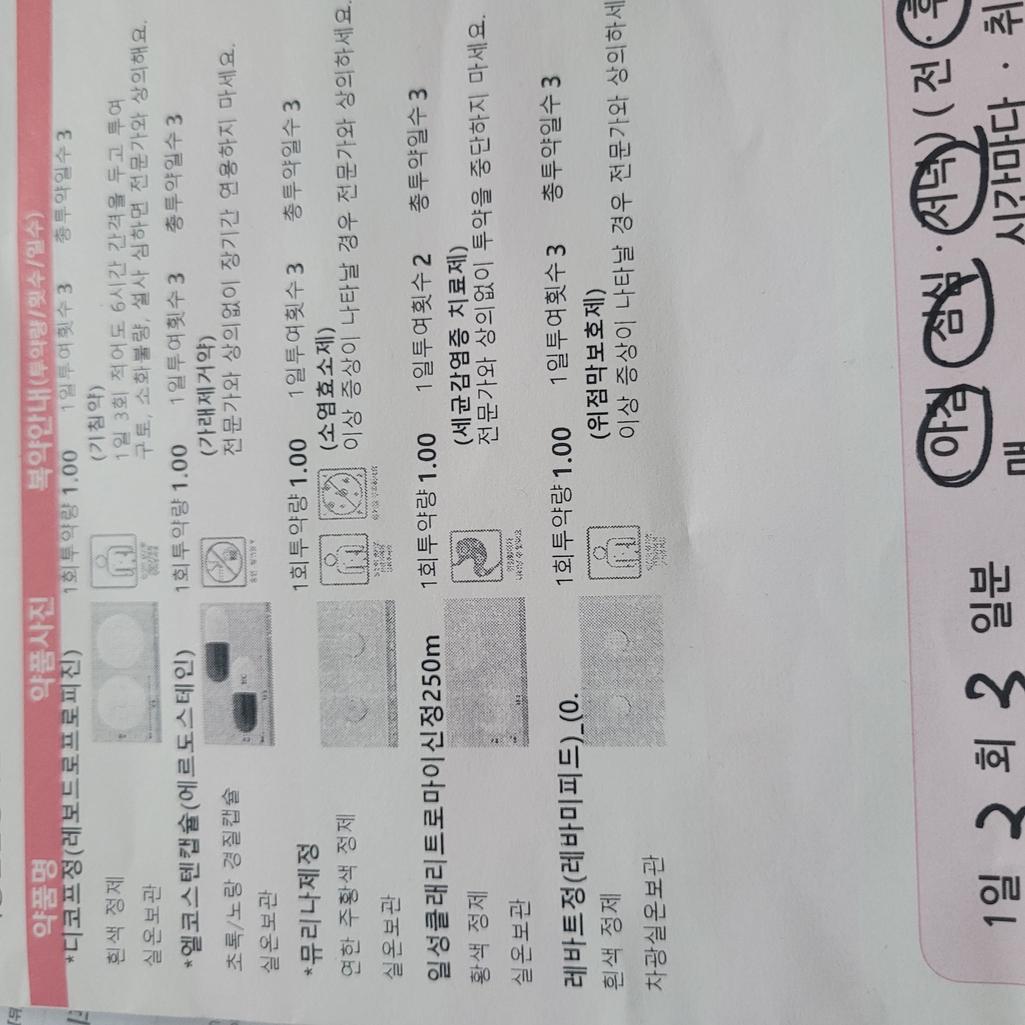 약품명 약품사진 복약안내(투약량/횟수/일수)
*디코프정(레보드로프로피진) 1회투약량 1.00 1일투여횟수 3 총투약일수 3
(기침약)
흰색 정제 1일 3회 적어도 6시간 간격을 두고 투여
실온보관 구토, 소화불량, 설사 심하면 전문가와 상의해요.
*엘코스텐캡슐(에르도스테인) 1회투약량 1.00 1일투여횟수 3 총투약일수 3
(가래제거약)
초록/노랑 경질캡슐 전문가와 상의없이 장기간 연용하지 마세요.
실온보관
*뮤리나제정 1회투약량 1.00 1일투여횟수 3 총투약일수 3
(소염효소제)
연한 주황색 정제 이상 증상이 나타날 경우 전문가와 상의하세요.
실온보관
일성클래리트로마이신정250m 1회투약량 1.00 1일투여횟수 2 총투약일수 3
(세균감염증 치료제)
황색 정제 전문가와 상의없이 투약을 중단하지 마세요.
실온보관
레바트정(레바미피드)_(0. 1회투약량 1.00 1일투여횟수 3 총투약일수 3
(위점막보호제)
흰색 정제 이상 증상이 나타날 경우 전문가와 상의하세
차광실온보관
1일 3 회 3 일분 아침 · 점심 · 저녁 ( 전 · 후
매 시간마다 · 취